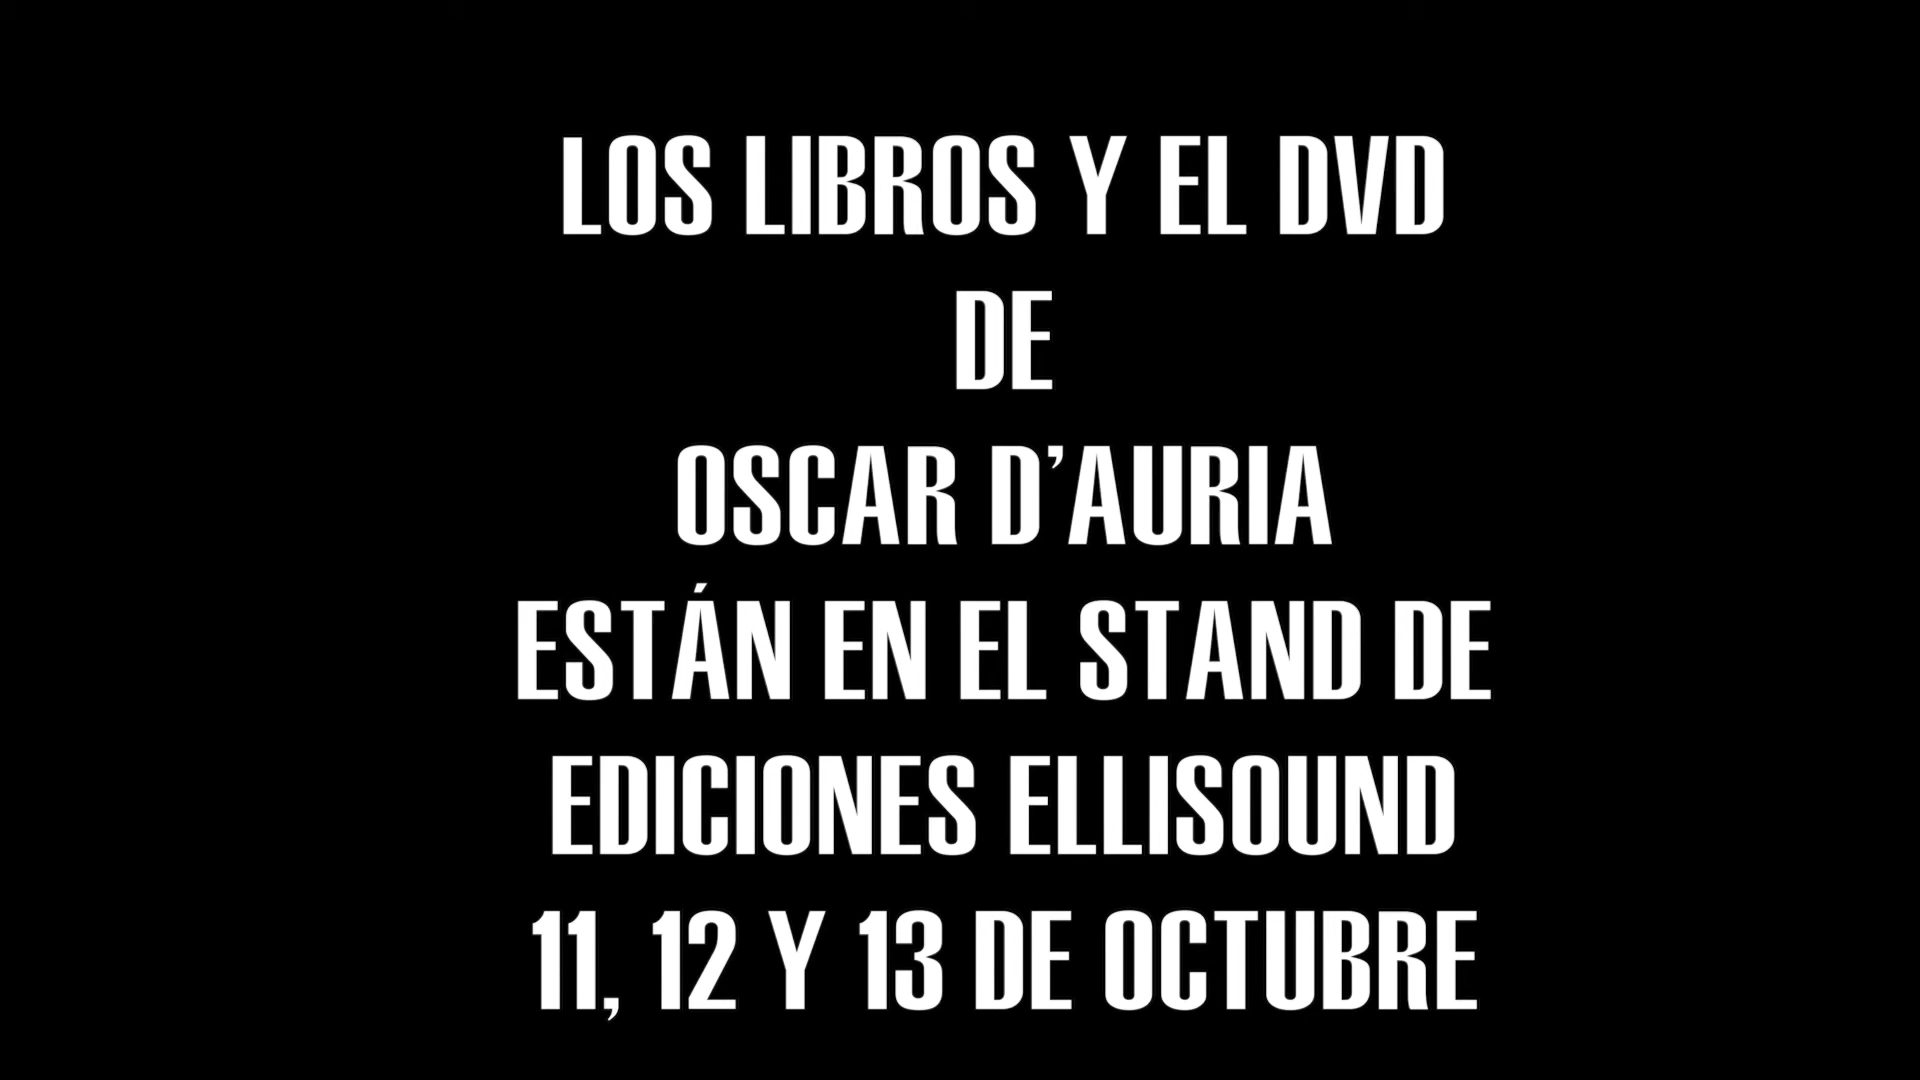 LOS LIBROS Y EL DVD
DE
OSCAR D’AURIA
ESTÁN EN EL STAND DE
EDICIONES ELLISOUND
11, 12 Y 13 DE OCTUBRE